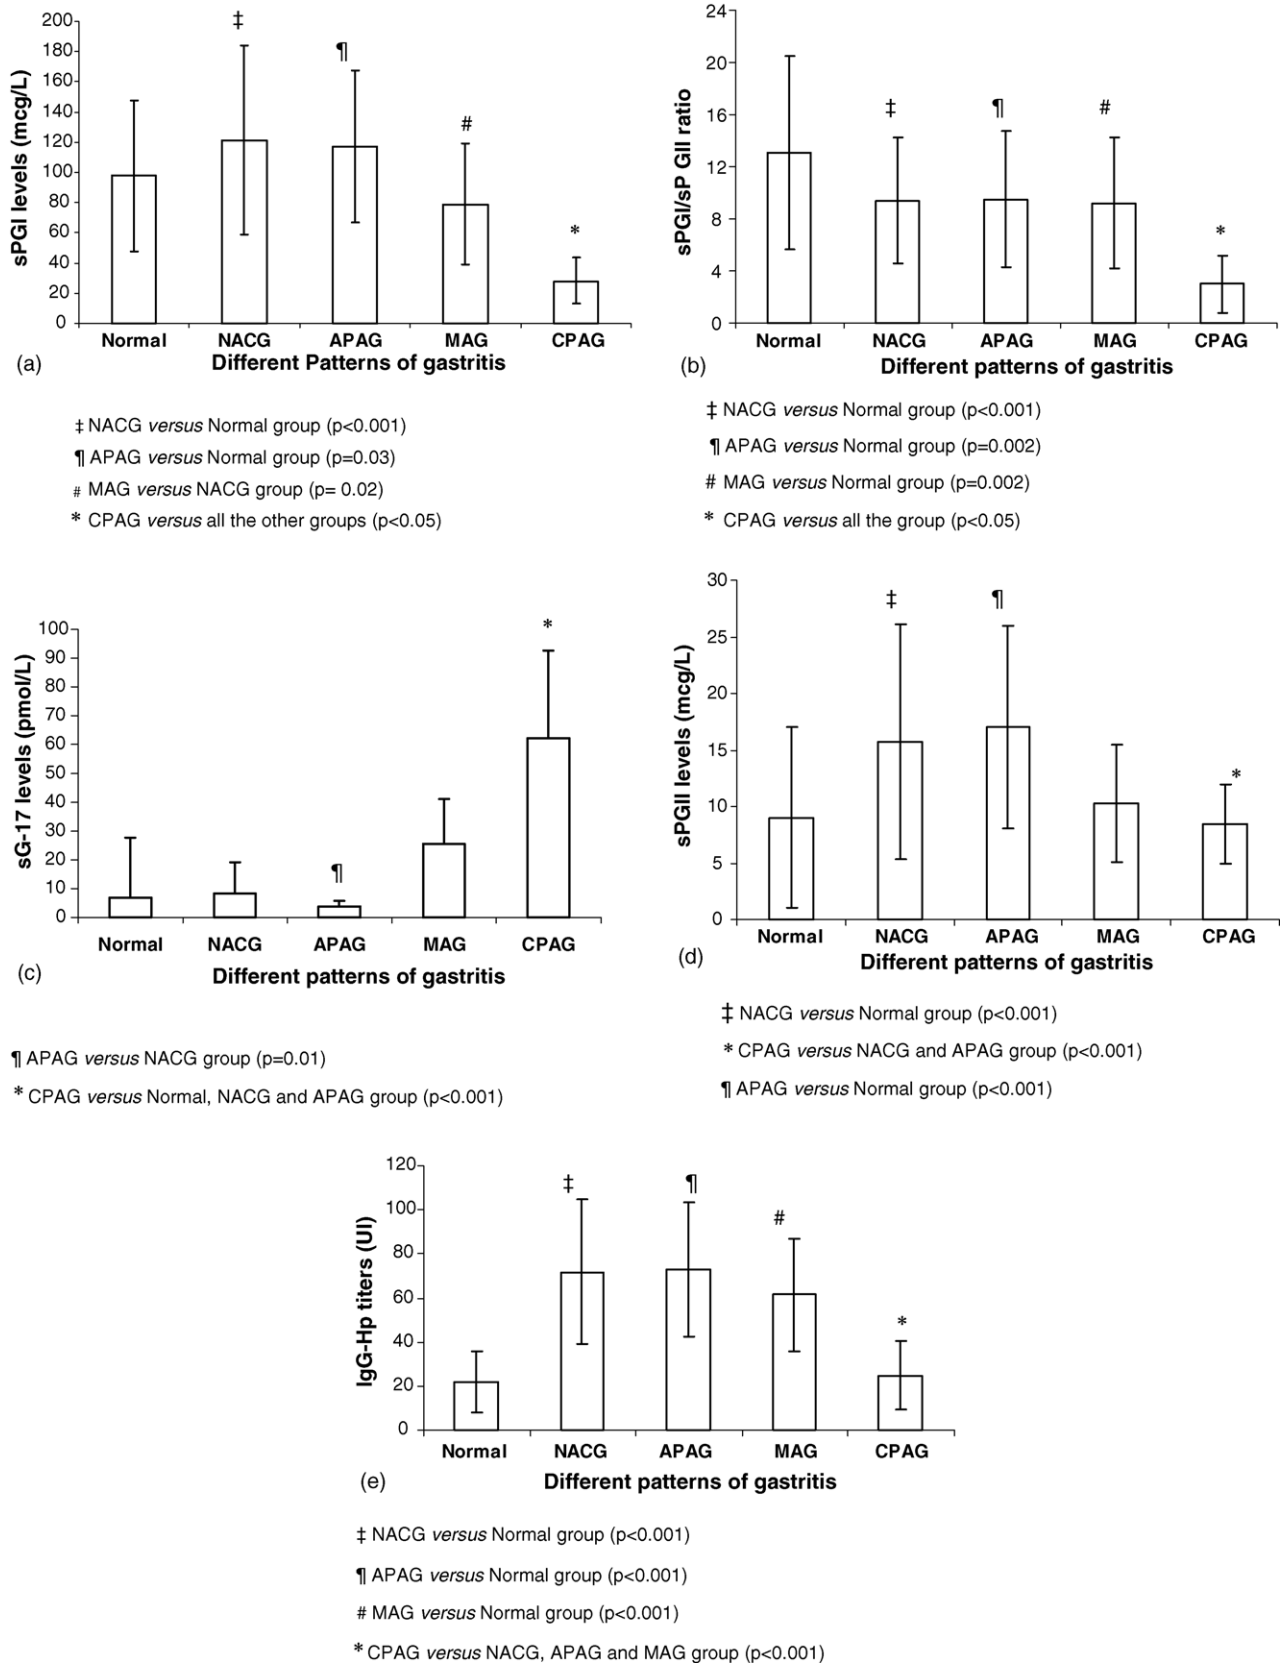 200
180
160
140
120
100
80
60
40
20
0
sPGI levels (mcg/L)
‡
¶
#
*
Normal NACG APAG MAG CPAG
Different Patterns of gastritis
(a)
‡ NACG versus Normal group (p<0.001)
¶ APAG versus Normal group (p=0.03)
# MAG versus NACG group (p= 0.02)
* CPAG versus all the other groups (p<0.05)
24
20
16
12
8
4
0
sPGI/sP GII ratio
‡
¶
#
*
Normal NACG APAG MAG CPAG
Different patterns of gastritis
(b)
‡ NACG versus Normal group (p<0.001)
¶ APAG versus Normal group (p=0.002)
# MAG versus Normal group (p=0.002)
* CPAG versus all the group (p<0.05)
100
90
80
70
60
50
40
30
20
10
0
sG-17 levels (pmol/L)
¶
*
Normal NACG APAG MAG CPAG
Different patterns of gastritis
(c)
¶ APAG versus NACG group (p=0.01)
* CPAG versus Normal, NACG and APAG group (p<0.001)
30
25
20
15
10
5
0
sPGII levels (mcg/L)
‡
¶
*
Normal NACG APAG MAG CPAG
Different patterns of gastritis
(d)
‡ NACG versus Normal group (p<0.001)
* CPAG versus NACG and APAG group (p<0.001)
¶ APAG versus Normal group (p<0.001)
120
100
80
60
40
20
0
IgG-Hp titers (UI)
‡
¶
#
*
Normal NACG APAG MAG CPAG
Different patterns of gastritis
(e)
‡ NACG versus Normal group (p<0.001)
¶ APAG versus Normal group (p<0.001)
# MAG versus Normal group (p<0.001)
* CPAG versus NACG, APAG and MAG group (p<0.001)